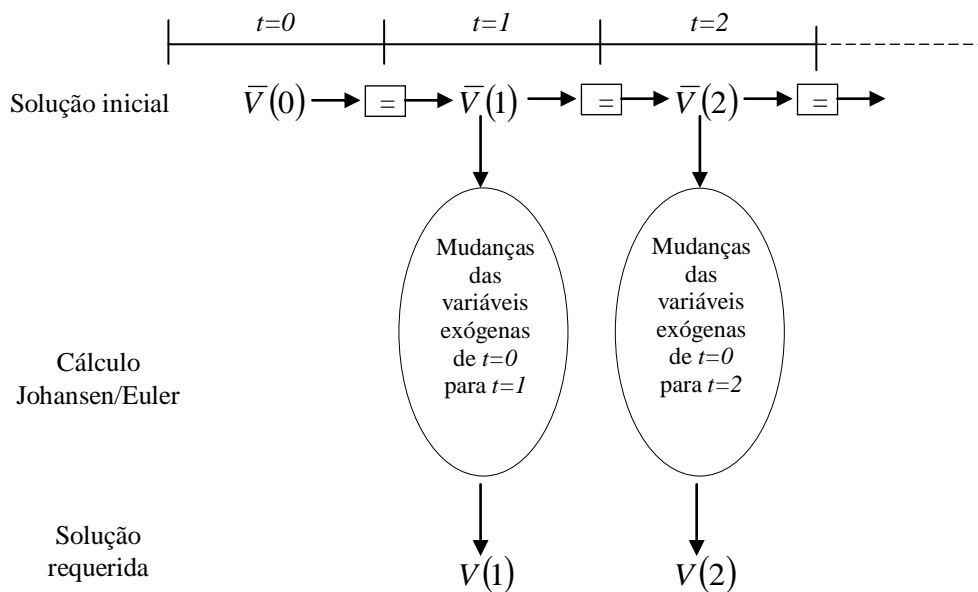 t=0 t=1 t=2
Solução inicial V̅(0) = V̅(1) = V̅(2) =
Mudanças
das
variáveis
exógenas
de t=0
para t=1
Mudanças
das
variáveis
exógenas
de t=0
para t=2
Cálculo
Johansen/Euler
Solução
requerida
V(1) V(2)